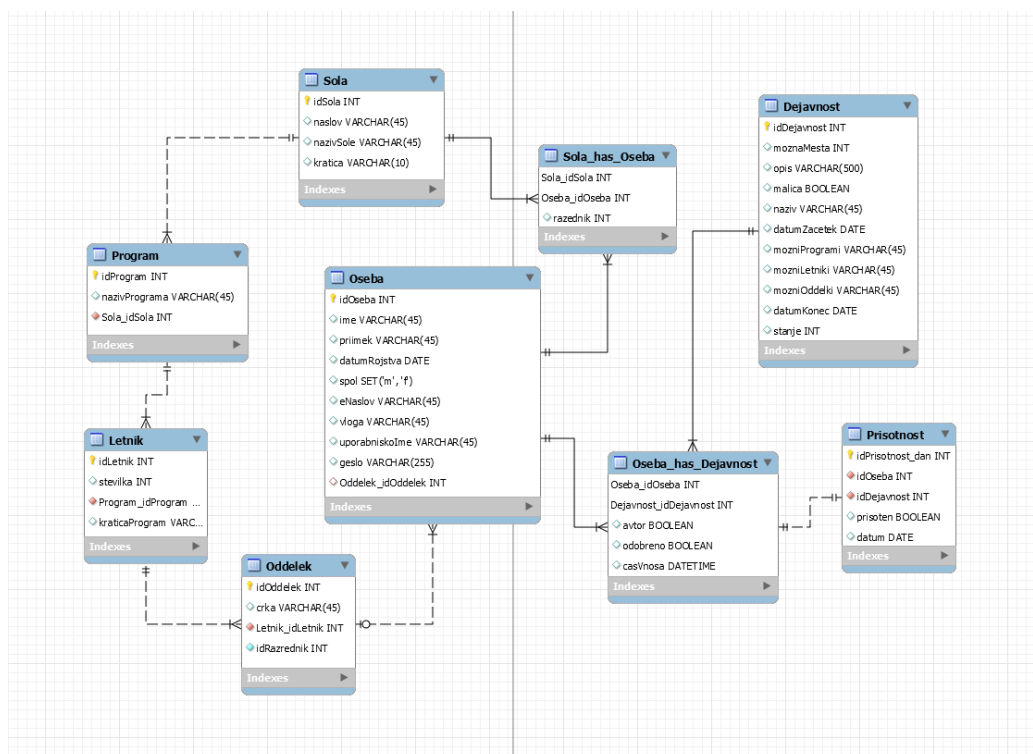 Sola
idSola INT
naslov VARCHAR(45)
nazivSole VARCHAR(45)
kratica VARCHAR(10)
Indexes
Program
idProgram INT
nazivPrograma VARCHAR(45)
Sola_idSola INT
Indexes
Letnik
idLetnik INT
stevilka INT
Program_idProgram ...
kraticaProgram VARC...
Indexes
Oddelek
idOddelek INT
crka VARCHAR(45)
Letnik_idLetnik INT
idRazrednik INT
Indexes
Oseba
idOseba INT
ime VARCHAR(45)
priimek VARCHAR(45)
datumRojstva DATE
spol SET('m','f')
eNaslov VARCHAR(45)
vloga VARCHAR(45)
uporabniskoIme VARCHAR(45)
geslo VARCHAR(255)
Oddelek_idOddelek INT
Indexes
Sola_has_Oseba
Sola_idSola INT
Oseba_idOseba INT
razednik INT
Indexes
Dejavnost
idDejavnost INT
moznaMesta INT
opis VARCHAR(500)
malica BOOLEAN
naziv VARCHAR(45)
datumZacetek DATE
mozniProgrami VARCHAR(45)
mozniLetniki VARCHAR(45)
mozniOddelki VARCHAR(45)
datumKonec DATE
stanje INT
Indexes
Oseba_has_Dejavnost
Oseba_idOseba INT
Dejavnost_idDejavnost INT
avtor BOOLEAN
odobreno BOOLEAN
casVnosa DATETIME
Indexes
Prisotnost
idPrisotnost_dan INT
idOseba INT
idDejavnost INT
prisoten BOOLEAN
datum DATE
Indexes